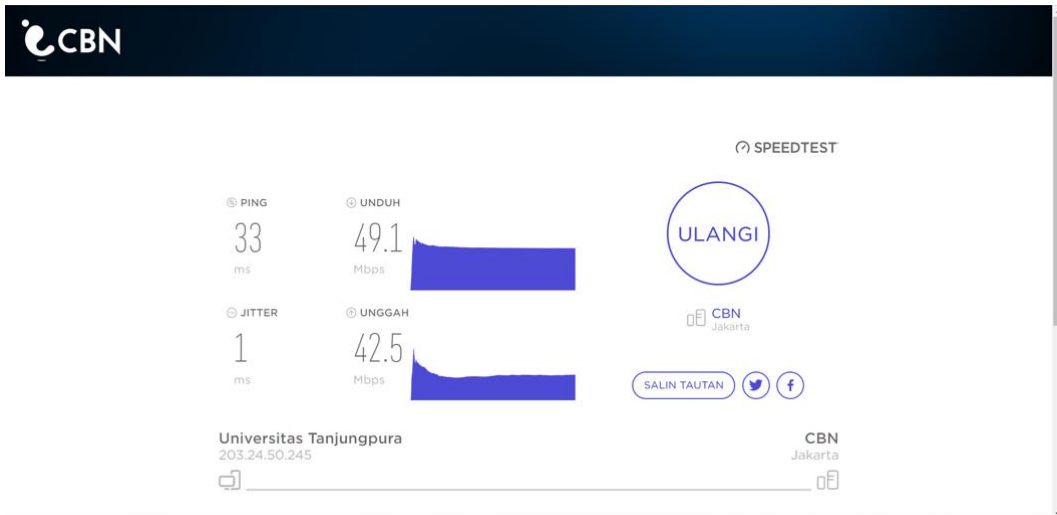 CBN
SPEEDTEST
PING
33
ms
UNDUH
49.1
Mbps
ULANGI
JITTER
1
ms
UNGGAH
42.5
Mbps
CBN
Jakarta
SALIN TAUTAN
Universitas Tanjungpura
203.24.50.245
CBN
Jakarta